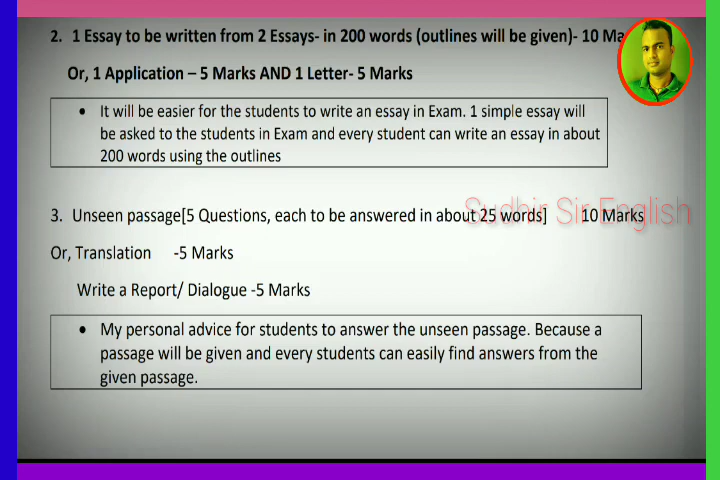 2. 1 Essay to be written from 2 Essays- in 200 words (outlines will be given)- 10 Ma
Or, 1 Application – 5 Marks AND 1 Letter- 5 Marks
• It will be easier for the students to write an essay in Exam. 1 simple essay will
be asked to the students in Exam and every student can write an essay in about
200 words using the outlines
Sudhir Sir English
3. Unseen passage[5 Questions, each to be answered in about 25 words] 10 Marks
Or, Translation -5 Marks
Write a Report/ Dialogue -5 Marks
• My personal advice for students to answer the unseen passage. Because a
passage will be given and every students can easily find answers from the
given passage.